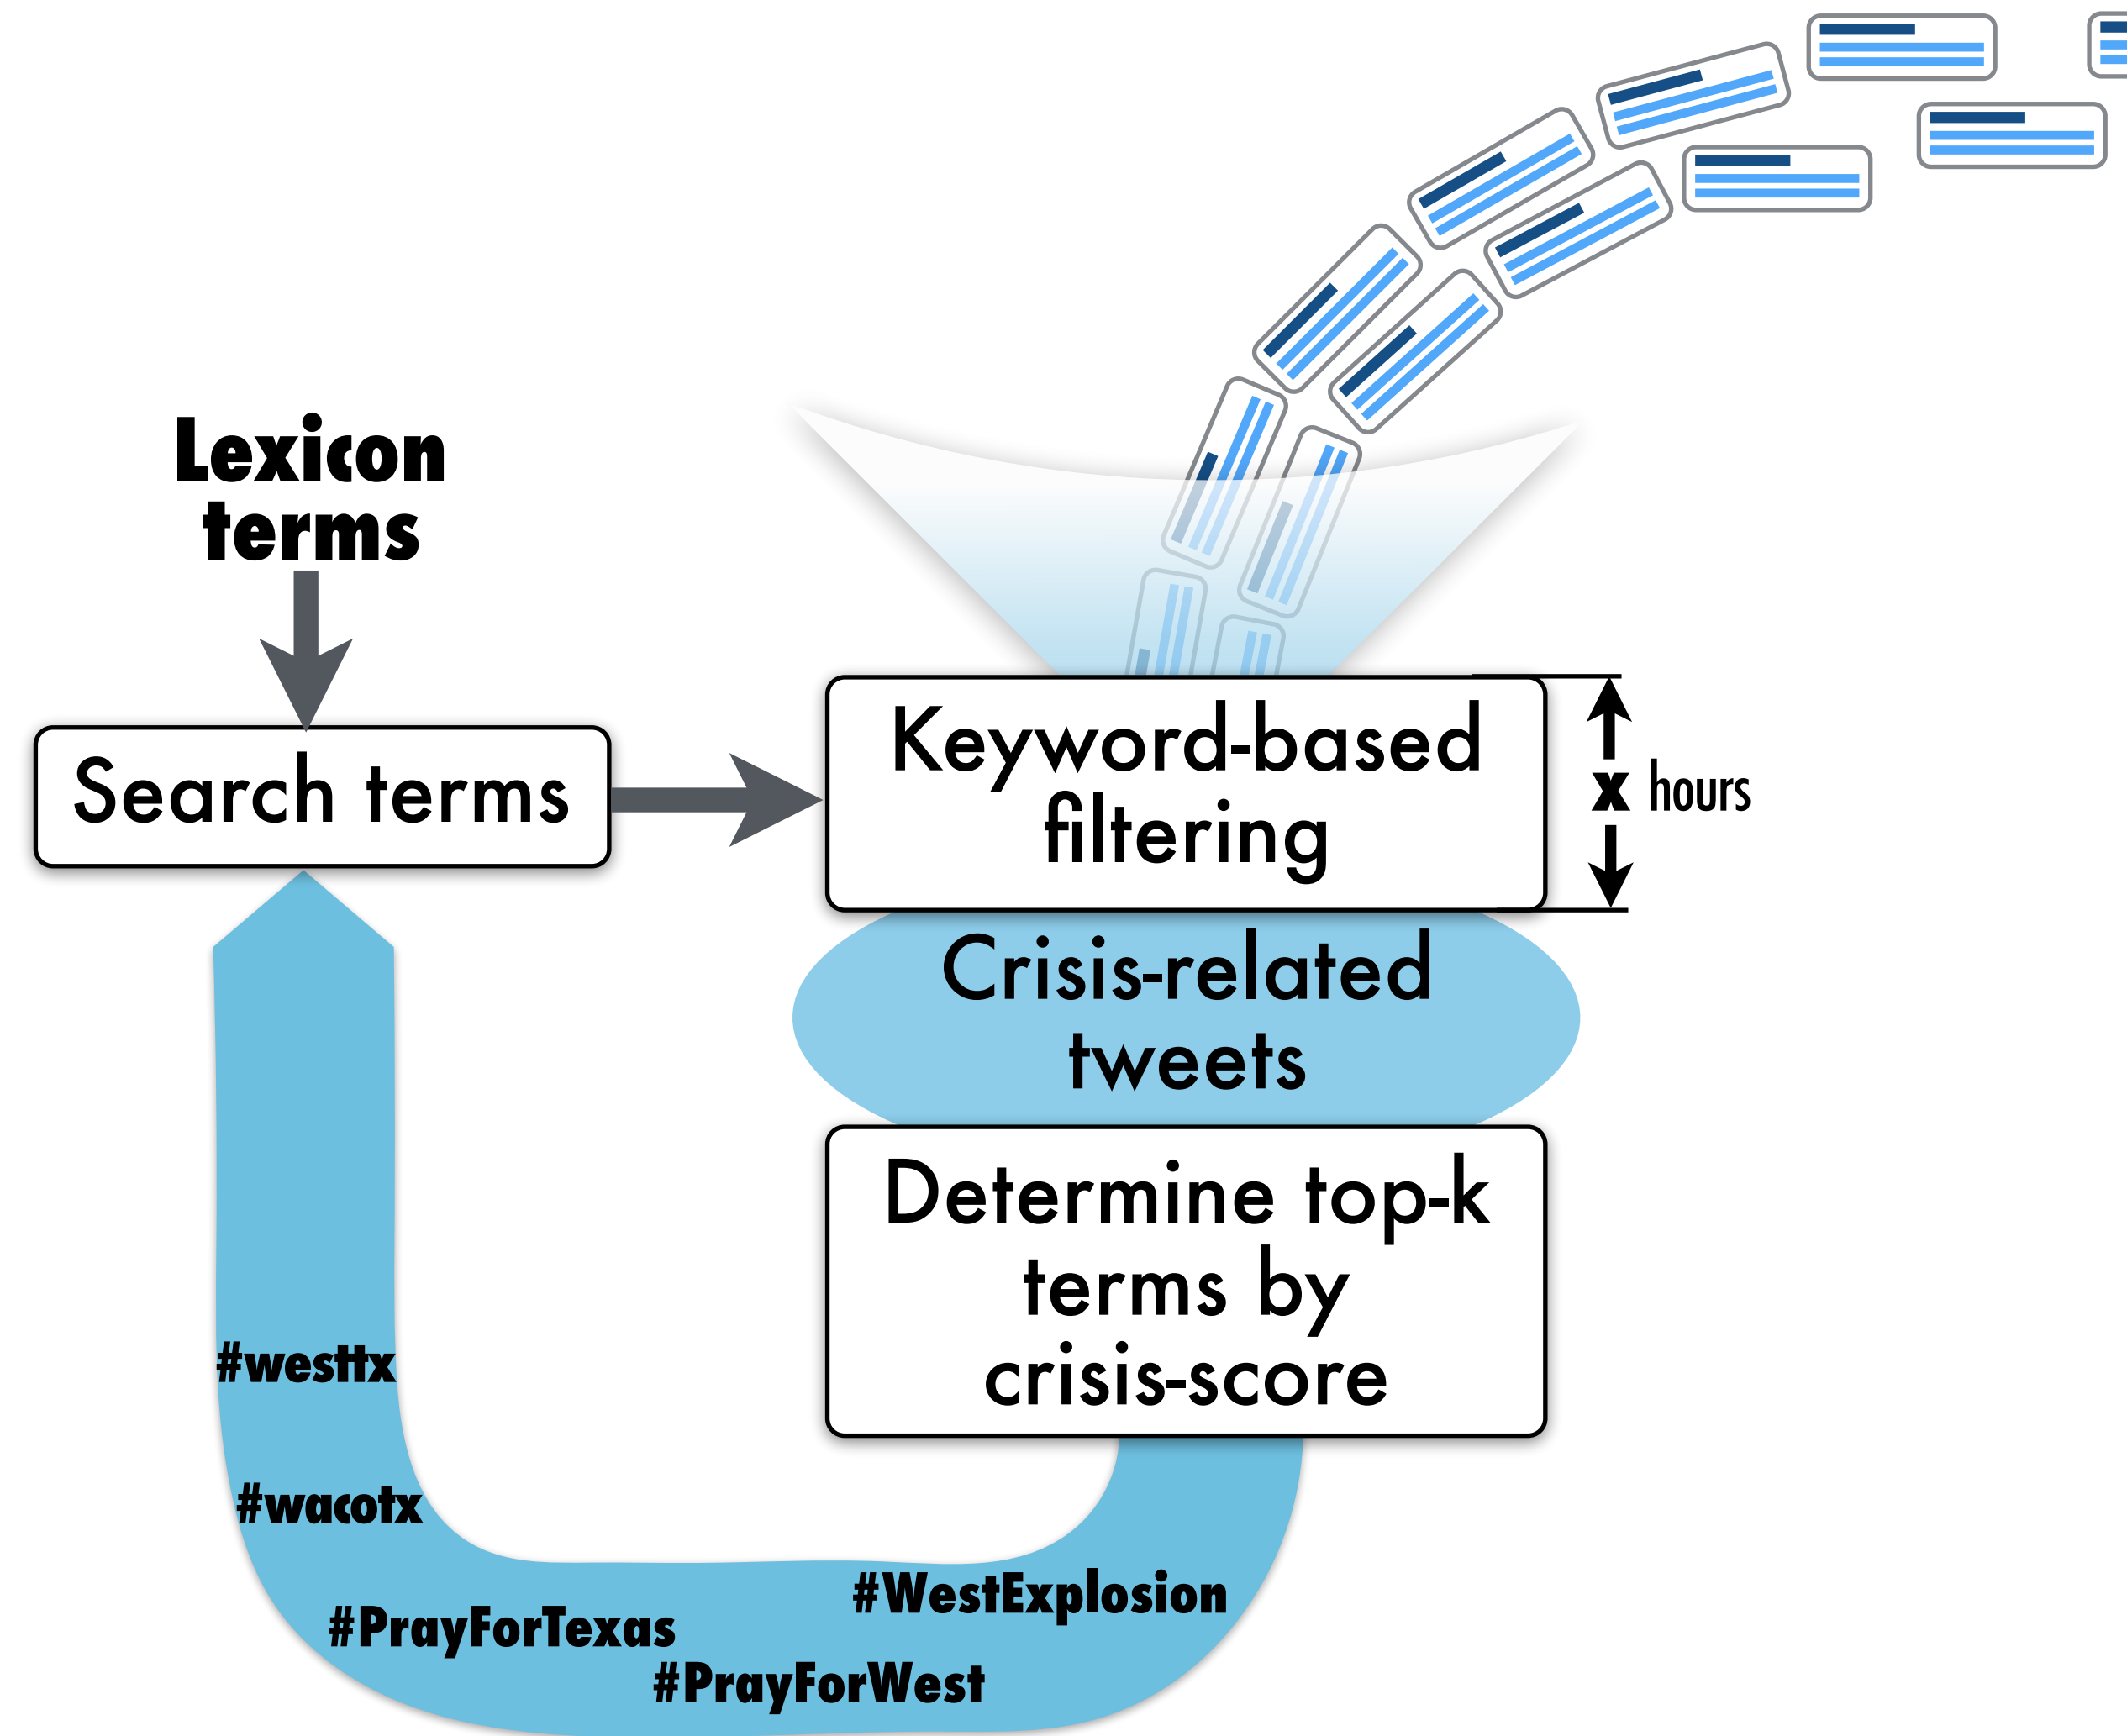 Lexicon
terms
Search terms
Keyword-based
filtering
x hours
Crisis-related
tweets
Determine top-k
terms by
crisis-score
#westtx
#wacotx
#PrayForTexas
#WestExplosion
#PrayForWest